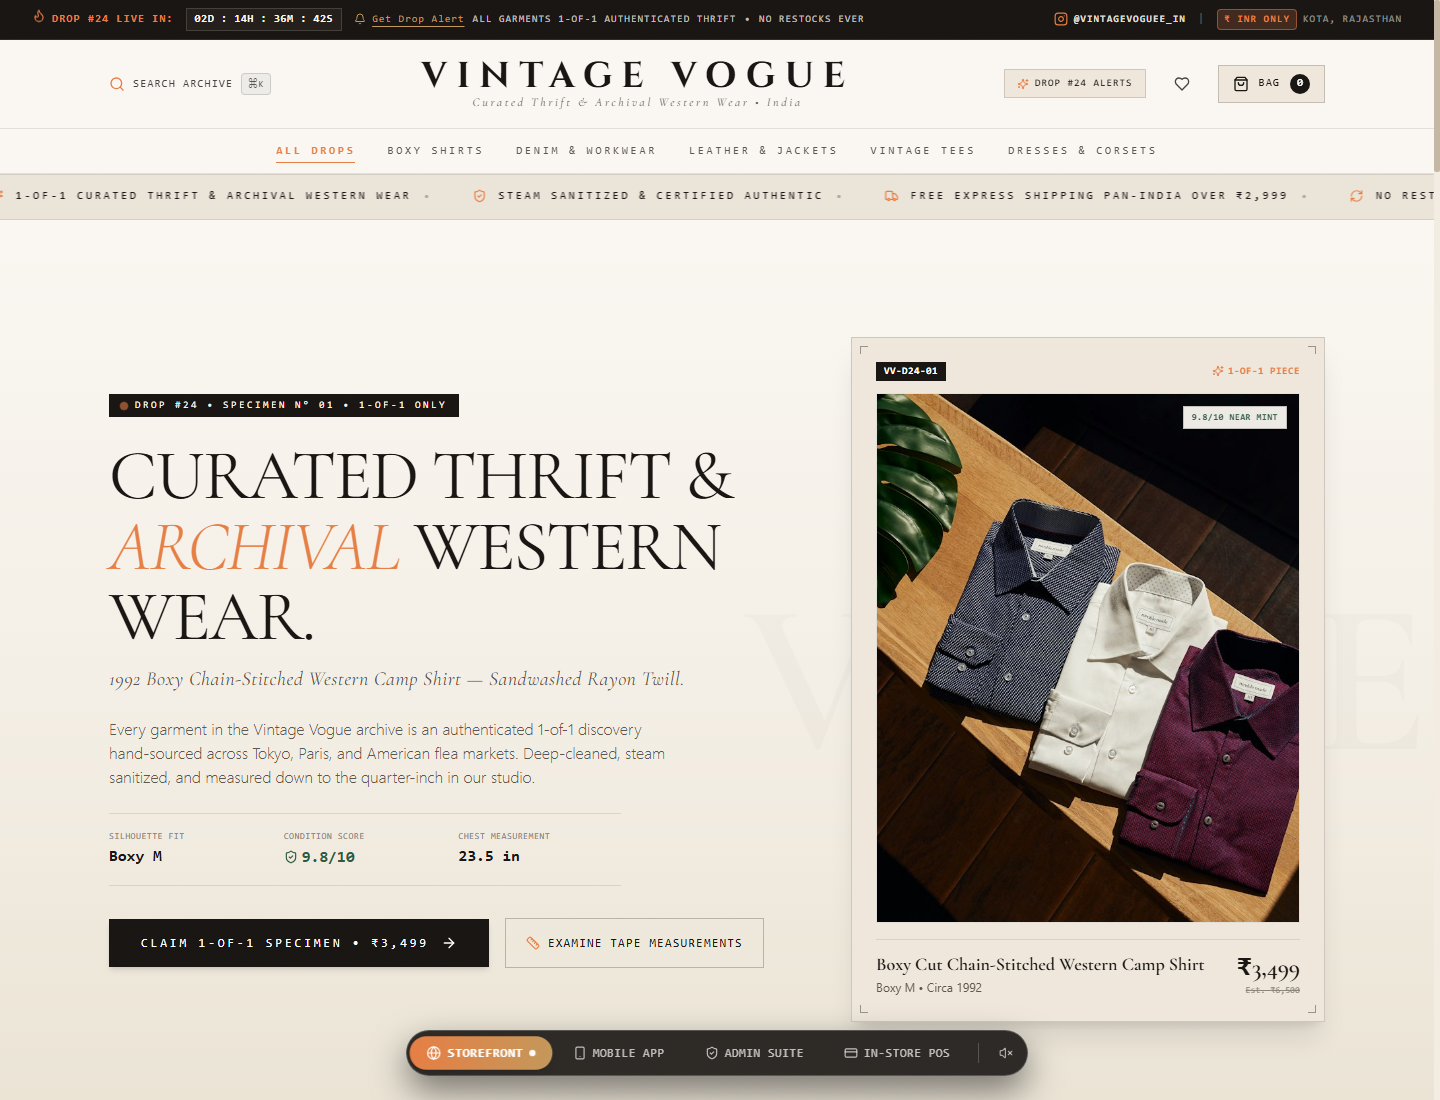 DROP #24 LIVE IN: 02D : 14H : 36M : 42S Get Drop Alert ALL GARMENTS 1-OF-1 AUTHENTICATED THRIFT • NO RESTOCKS EVER @VINTAGEVOGUEE_IN | ₹ INR ONLY KOTA, RAJASTHAN
SEARCH ARCHIVE ⌘K
VINTAGE VOGUE
Curated Thrift & Archival Western Wear • India
DROP #24 ALERTS
BAG 0
ALL DROPS BOXY SHIRTS DENIM & WORKWEAR LEATHER & JACKETS VINTAGE TEES DRESSES & CORSETS
1-OF-1 CURATED THRIFT & ARCHIVAL WESTERN WEAR • STEAM SANITIZED & CERTIFIED AUTHENTIC • FREE EXPRESS SHIPPING PAN-INDIA OVER ₹2,999 • NO REST
DROP #24 • SPECIMEN Nº 01 • 1-OF-1 ONLY
CURATED THRIFT &
ARCHIVAL WESTERN
WEAR.
1992 Boxy Chain-Stitched Western Camp Shirt — Sandwashed Rayon Twill.
Every garment in the Vintage Vogue archive is an authenticated 1-of-1 discovery
hand-sourced across Tokyo, Paris, and American flea markets. Deep-cleaned, steam
sanitized, and measured down to the quarter-inch in our studio.
SILHOUETTE FIT
Boxy M
CONDITION SCORE
9.8/10
CHEST MEASUREMENT
23.5 in
CLAIM 1-OF-1 SPECIMEN • ₹3,499 →
EXAMINE TAPE MEASUREMENTS
VV-D24-01
1-OF-1 PIECE
9.8/10 NEAR MINT
Boxy Cut Chain-Stitched Western Camp Shirt
Boxy M • Circa 1992
₹3,499
Est. ₹6,500
STOREFRONT MOBILE APP ADMIN SUITE IN-STORE POS